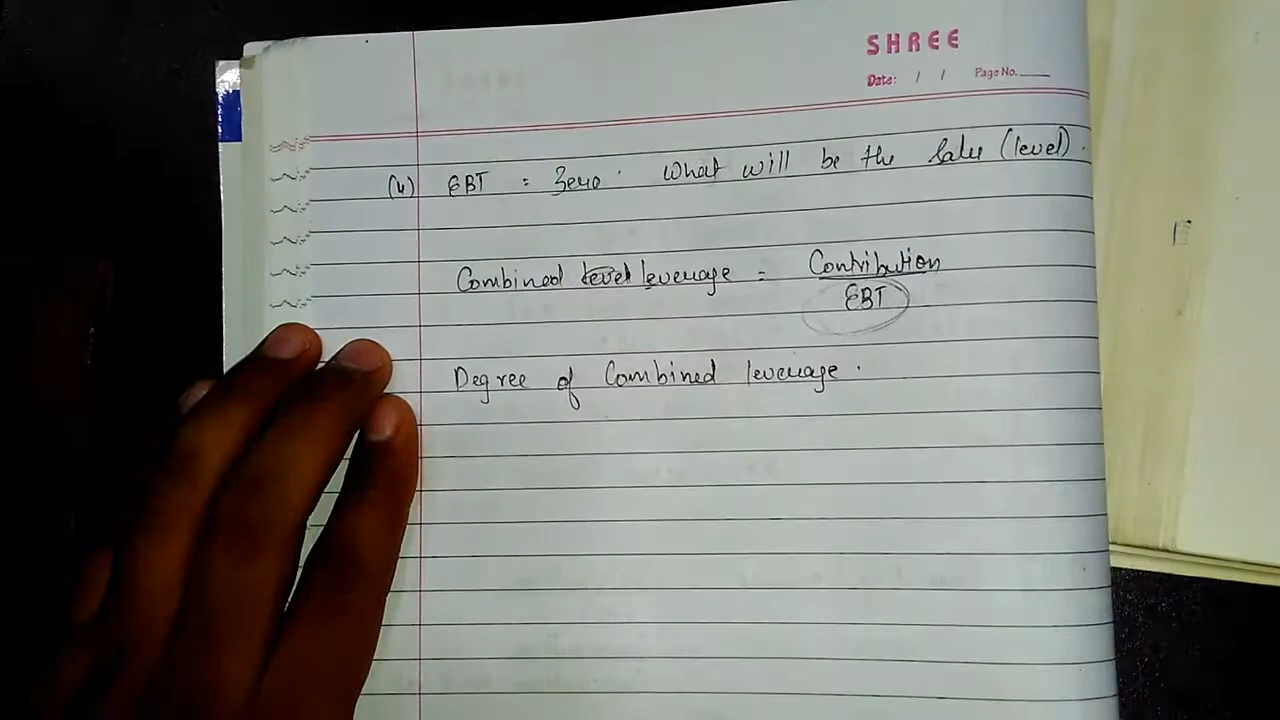 SHREE
Date: / / Page No.
(4) EBT = Zero. What will be the Sales (level).
Combined level leverage = Contribution
EBT
Degree of Combined leverage.